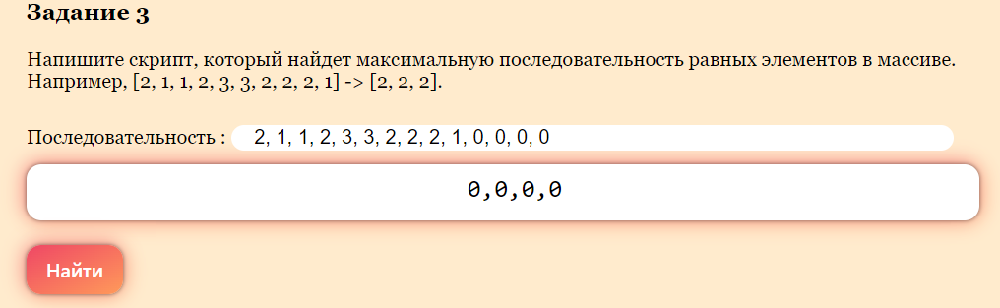 Задание 3
Напишите скрипт, который найдет максимальную последовательность равных элементов в массиве.
Например, [2, 1, 1, 2, 3, 3, 2, 2, 2, 1] -> [2, 2, 2].
Последовательность : 2, 1, 1, 2, 3, 3, 2, 2, 2, 1, 0, 0, 0, 0
0,0,0,0
Найти